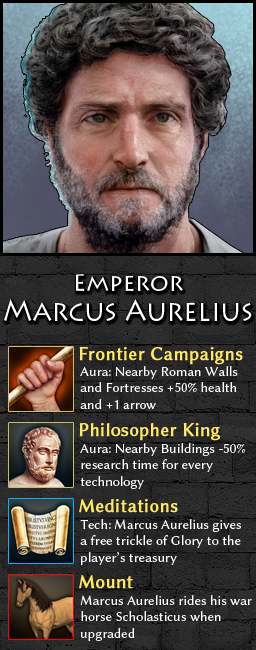 EMPEROR
MARCUS AURELIUS
Frontier Campaigns
Aura: Nearby Roman Walls
and Fortresses +50% health
and +1 arrow
Philosopher King
Aura: Nearby Buildings -50%
research time for every
technology
Meditations
Tech: Marcus Aurelius gives
a free trickle of Glory to the
player's treasury
Mount
Marcus Aurelius rides his war
horse Scholasticus when
upgraded